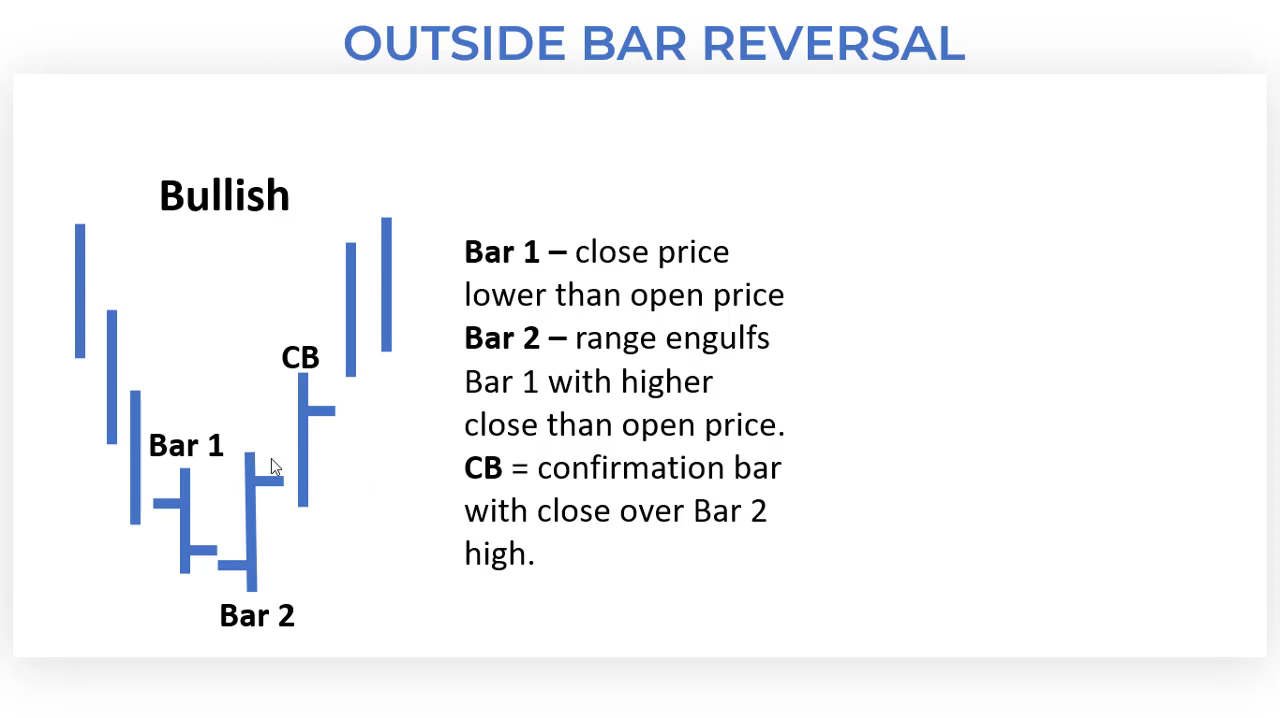 OUTSIDE BAR REVERSAL
Bullish
CB
Bar 1
Bar 2
Bar 1 – close price
lower than open price
Bar 2 – range engulfs
Bar 1 with higher
close than open price.
CB = confirmation bar
with close over Bar 2
high.